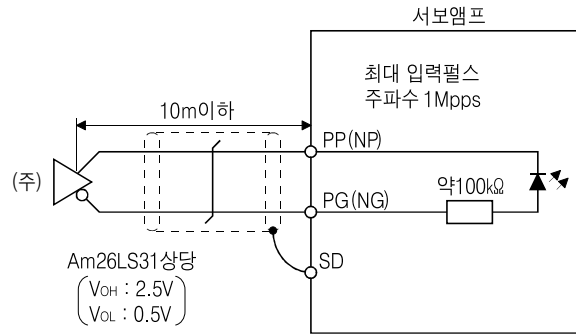 서보앰프
최대 입력펄스
주파수 1Mpps
10m이하
PP(NP)
(주)
약100kΩ
PG(NG)
Am26LS31상당
SD
VOH : 2.5V
VOL : 0.5V